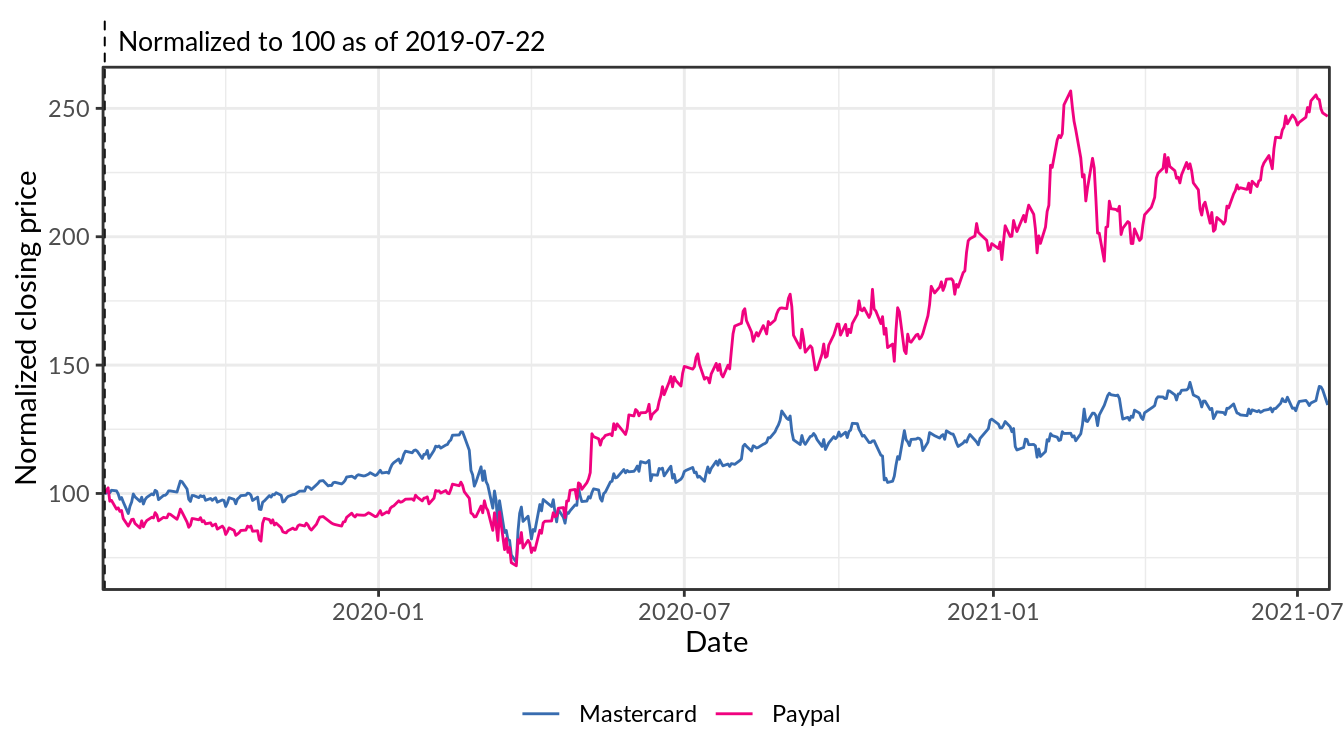 Normalized to 100 as of 2019-07-22
250
200
150
100
Normalized closing price
2020-01 2020-07 2021-01 2021-07
Date
Mastercard Paypal